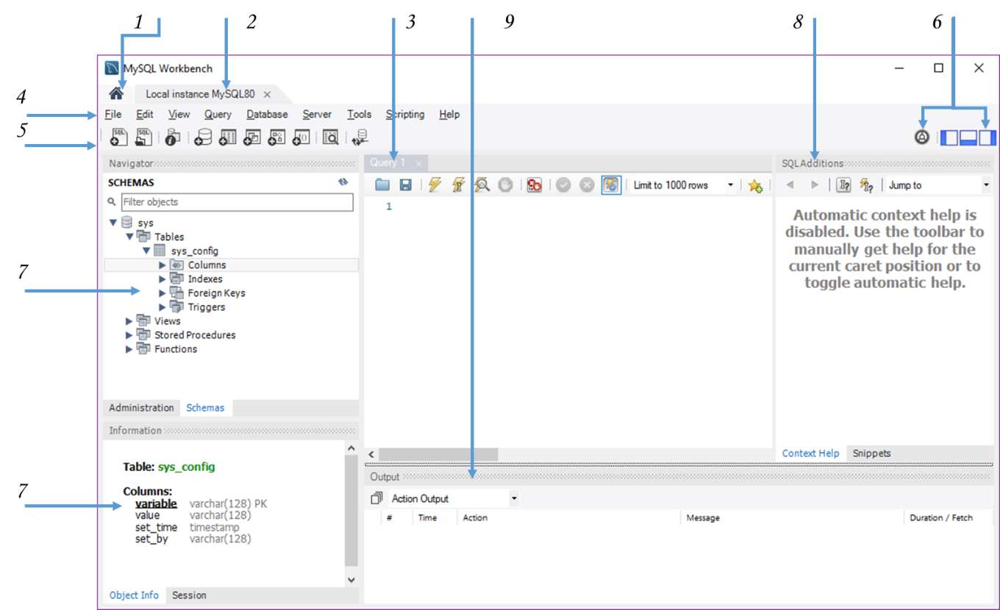 1 2 3 9 8 6
MySQL Workbench
Local instance MySQL80
4
File Edit View Query Database Server Tools Scripting Help
5
SQL SQL
Navigator
Query 1
SQLAdditions
SCHEMAS
Limit to 1000 rows
Jump to
Filter objects
1
sys
Tables
sys_config
Columns
Indexes
Foreign Keys
Triggers
Views
Stored Procedures
Functions
7
Automatic context help is
disabled. Use the toolbar to
manually get help for the
current caret position or to
toggle automatic help.
Administration Schemas
Context Help Snippets
Information
Output
Table: sys_config
Columns:
variable varchar(128) PK
value varchar(128)
set_time timestamp
set_by varchar(128)
7
Action Output
# Time Action Message Duration / Fetch
Object Info Session